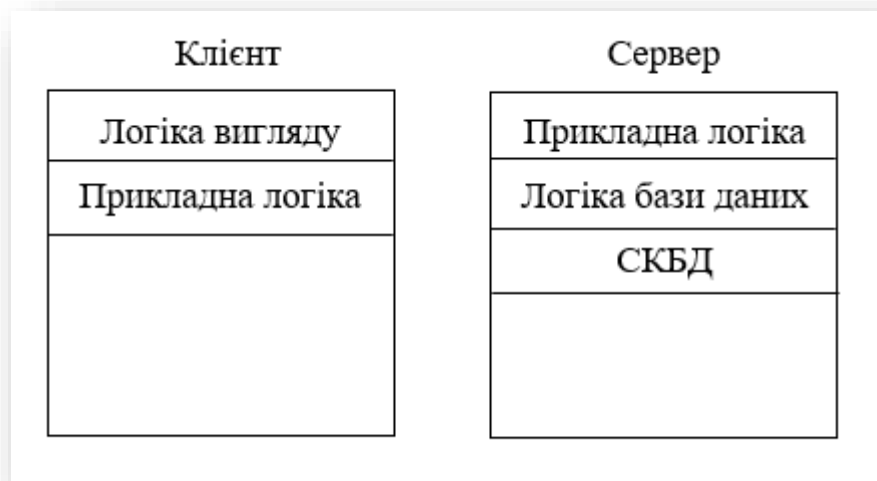 Клієнт
Логіка вигляду
Прикладна логіка
Сервер
Прикладна логіка
Логіка бази даних
СКБД